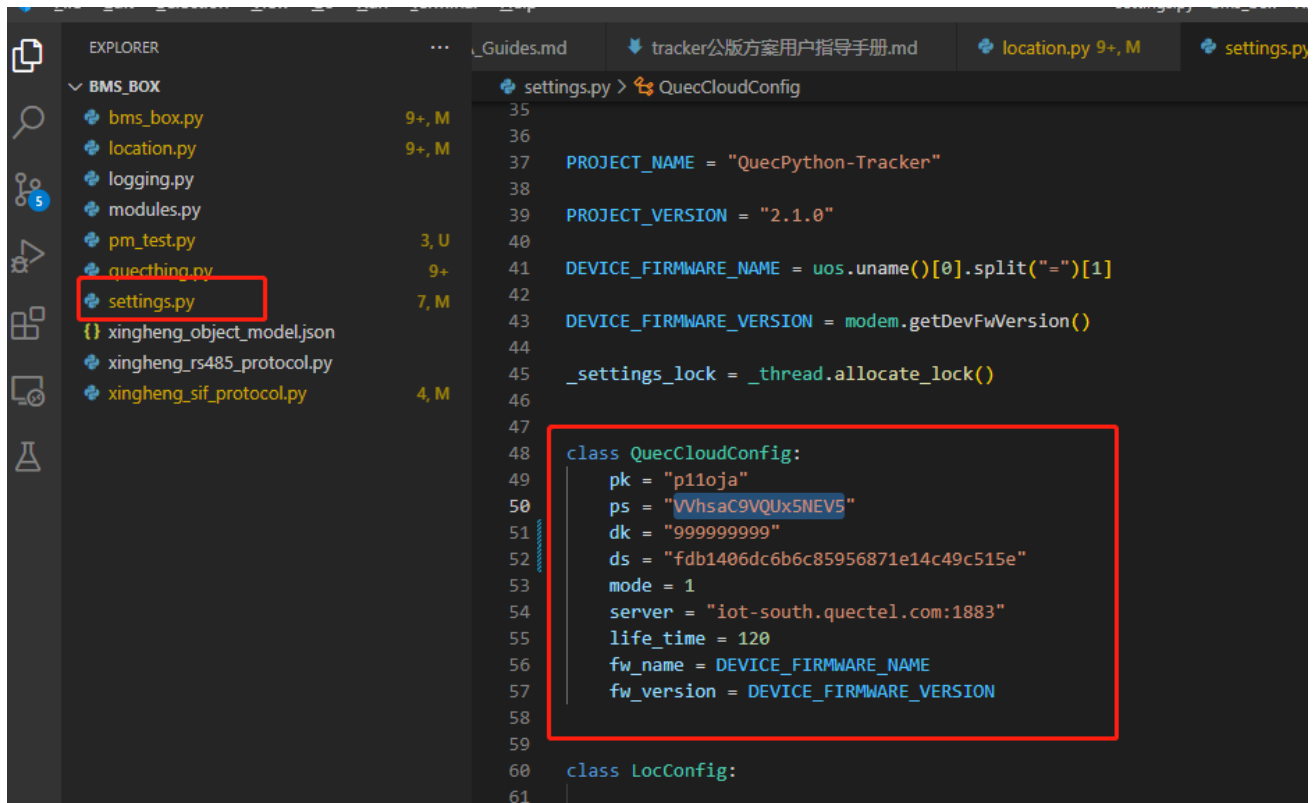 EXPLORER
BMS_BOX
bms_box.py 9+, M
location.py 9+, M
logging.py
modules.py
pm_test.py 3, U
quecthing.py 9+
settings.py 7, M
{} xingheng_object_model.json
xingheng_rs485_protocol.py
xingheng_sif_protocol.py 4, M
5
_Guides.md
tracker公版方案用户指导手册.md
location.py 9+, M
settings.py
settings.py > QuecCloudConfig
35
36
37 PROJECT_NAME = "QuecPython-Tracker"
38
39 PROJECT_VERSION = "2.1.0"
40
41 DEVICE_FIRMWARE_NAME = uos.uname()[0].split("=")[1]
42
43 DEVICE_FIRMWARE_VERSION = modem.getDevFwVersion()
44
45 _settings_lock = _thread.allocate_lock()
46
47
48 class QuecCloudConfig:
49 pk = "p11oja"
50 ps = "VVhsaC9VQUx5NEV5"
51 dk = "999999999"
52 ds = "fdb1406dc6b6c85956871e14c49c515e"
53 mode = 1
54 server = "iot-south.quectel.com:1883"
55 life_time = 120
56 fw_name = DEVICE_FIRMWARE_NAME
57 fw_version = DEVICE_FIRMWARE_VERSION
58
59
60 class LocConfig:
61